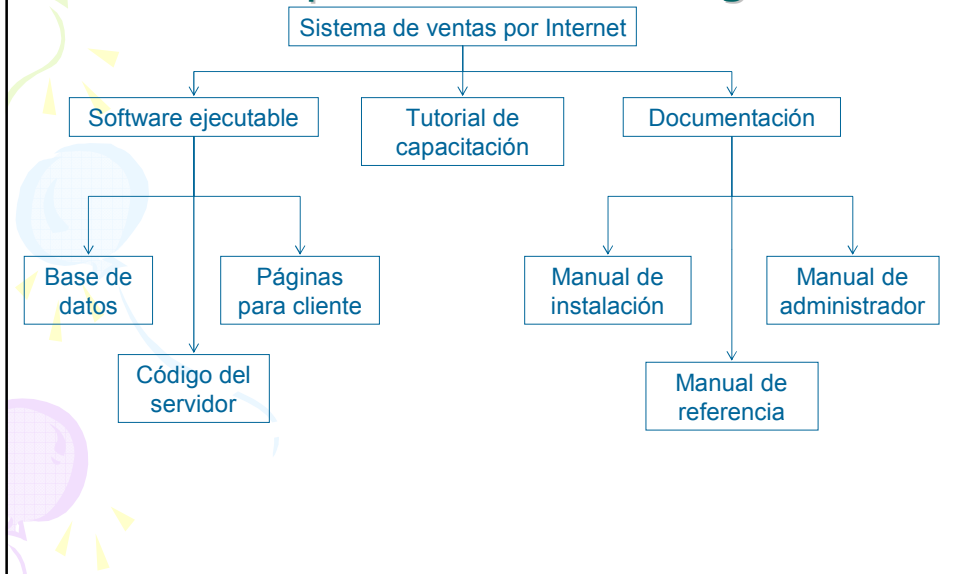 Sistema de ventas por Internet
Software ejecutable
Tutorial de
capacitación
Documentación
Base de
datos
Páginas
para cliente
Código del
servidor
Manual de
instalación
Manual de
administrador
Manual de
referencia